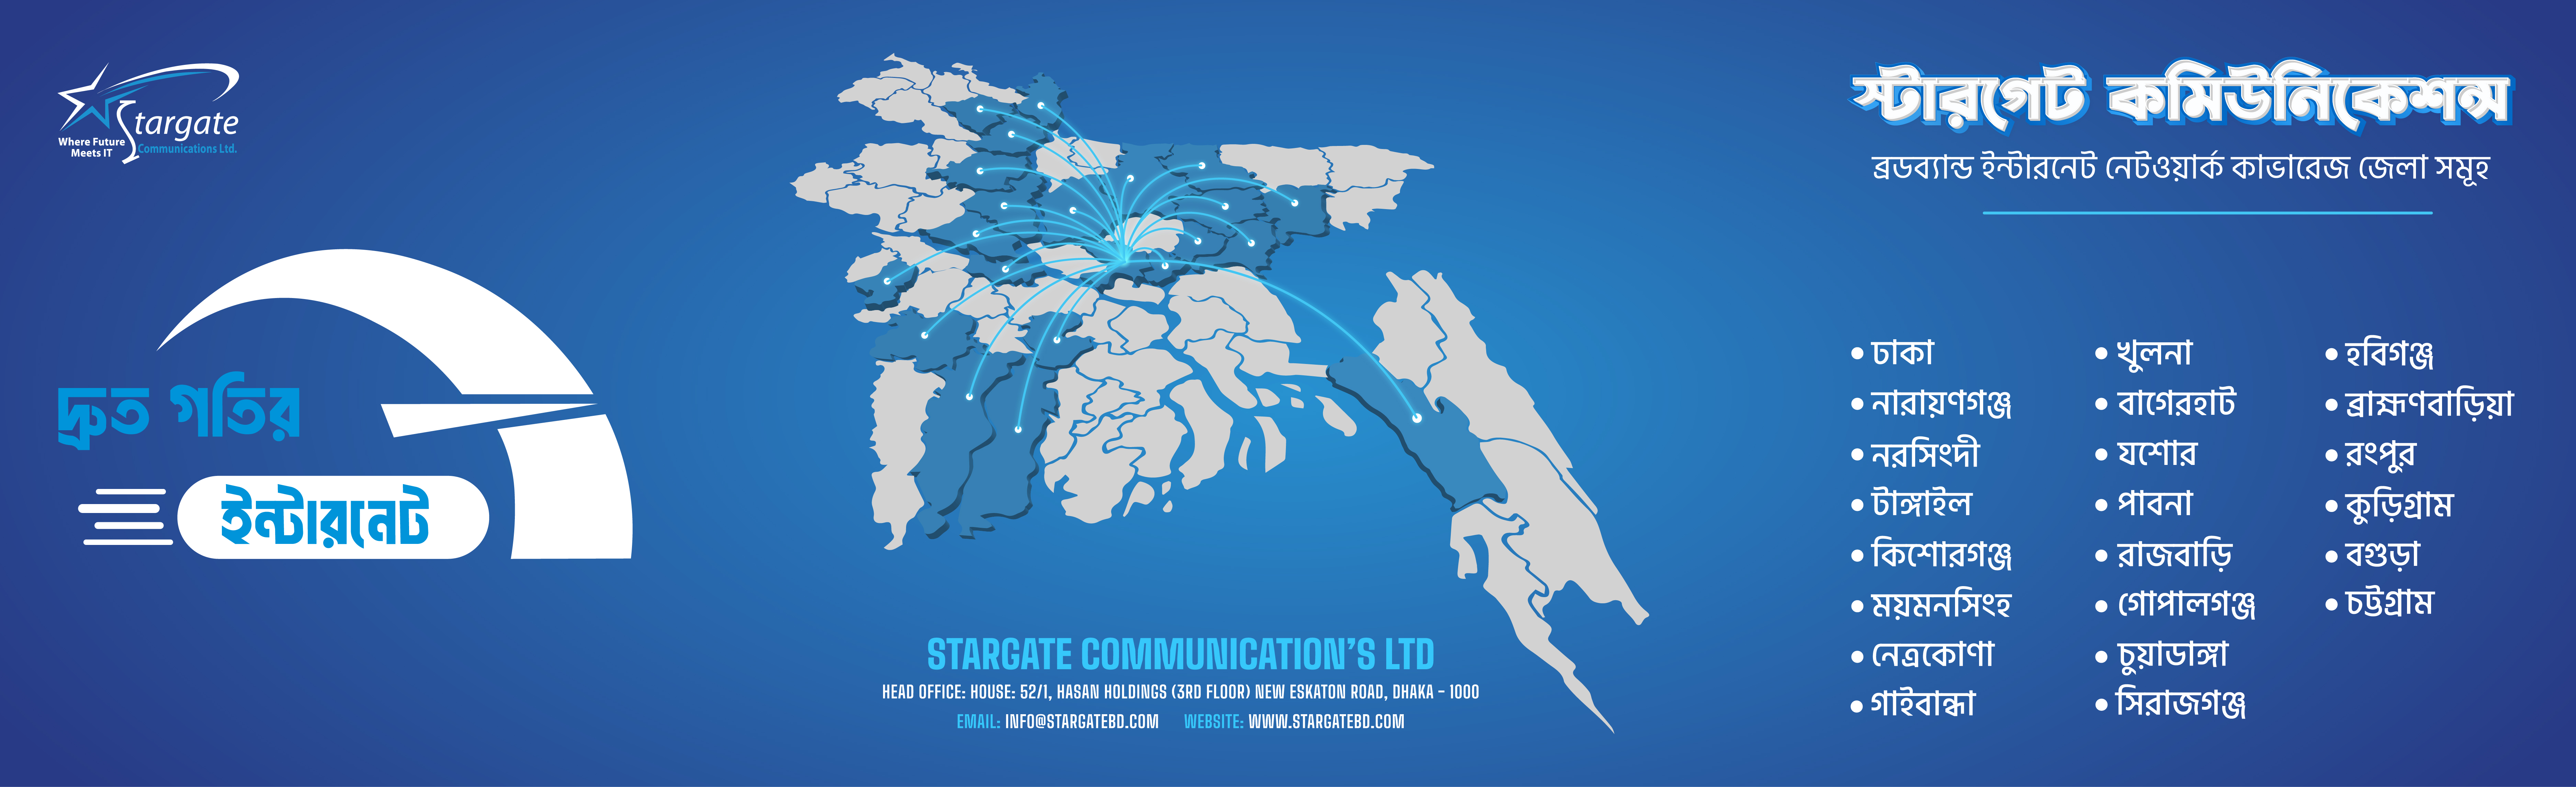 Stargate
Where Future
Meets IT
Communications Ltd.
দ্রুত গতির
ইন্টারনেট
STARGATE COMMUNICATION'S LTD
HEAD OFFICE: HOUSE: 52/1, HASAN HOLDINGS (3RD FLOOR) NEW ESKATON ROAD, DHAKA - 1000
EMAIL: INFO@STARGATEBD.COM WEBSITE: WWW.STARGATEBD.COM
স্টারগেট কমিউনিকেশন্স
ব্রডব্যান্ড ইন্টারনেট নেটওয়ার্ক কাভারেজ জেলা সমূহ
• ঢাকা
• নারায়ণগঞ্জ
• নরসিংদী
• টাঙ্গাইল
• কিশোরগঞ্জ
• ময়মনসিংহ
• নেত্রকোণা
• গাইবান্ধা
• খুলনা
• বাগেরহাট
• যশোর
• পাবনা
• রাজবাড়ি
• গোপালগঞ্জ
• চুয়াডাঙ্গা
• সিরাজগঞ্জ
• হবিগঞ্জ
• ব্রাহ্মণবাড়িয়া
• রংপুর
• কুড়িগ্রাম
• বগুড়া
• চট্টগ্রাম